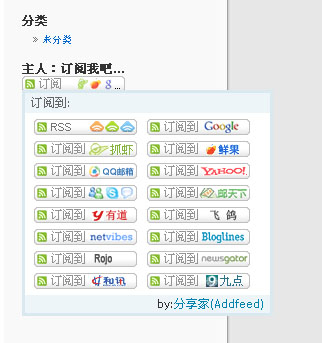 分类
» 未分类
主人：订阅我吧...
订阅 g ...
订阅到:
RSS 订阅到 Google
订阅到 抓虾 订阅到 鲜果
订阅到 QQ邮箱 订阅到 YAHOO!
订阅到 订阅到 邮天下
订阅到 有道 订阅到 飞鸽
订阅到 netvibes 订阅到 Bloglines
订阅到 Rojo 订阅到 newsgator
订阅到 和讯 订阅到 九点
by:分享家(Addfeed)